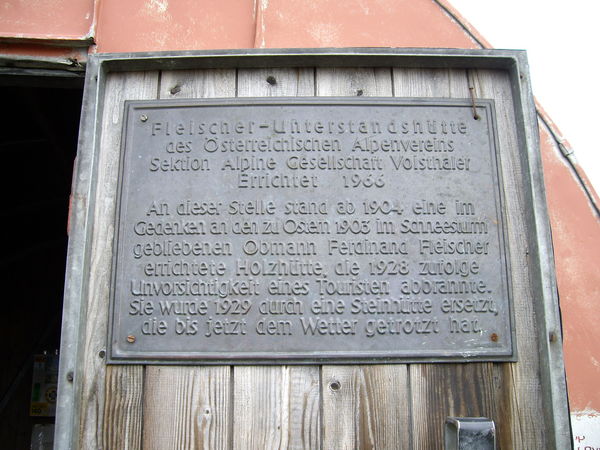 Fleischer-Unterstandshütte
des Österreichischen Alpenvereins
Sektion Alpine Gesellschaft Voisthaler
Errichtet 1966
An dieser Stelle stand ab 1904 eine im
Gedenken an den zu Ostern 1903 im Schneesturm
gebliebenen Obmann Ferdinand Fleischer
errichtete Holzhütte, die 1928 zufolge
Unvorsichtigkeit eines Touristen abbrannte.
Sie wurde 1929 durch eine Steinhütte ersetzt,
die bis jetzt dem Wetter getrotzt hat.